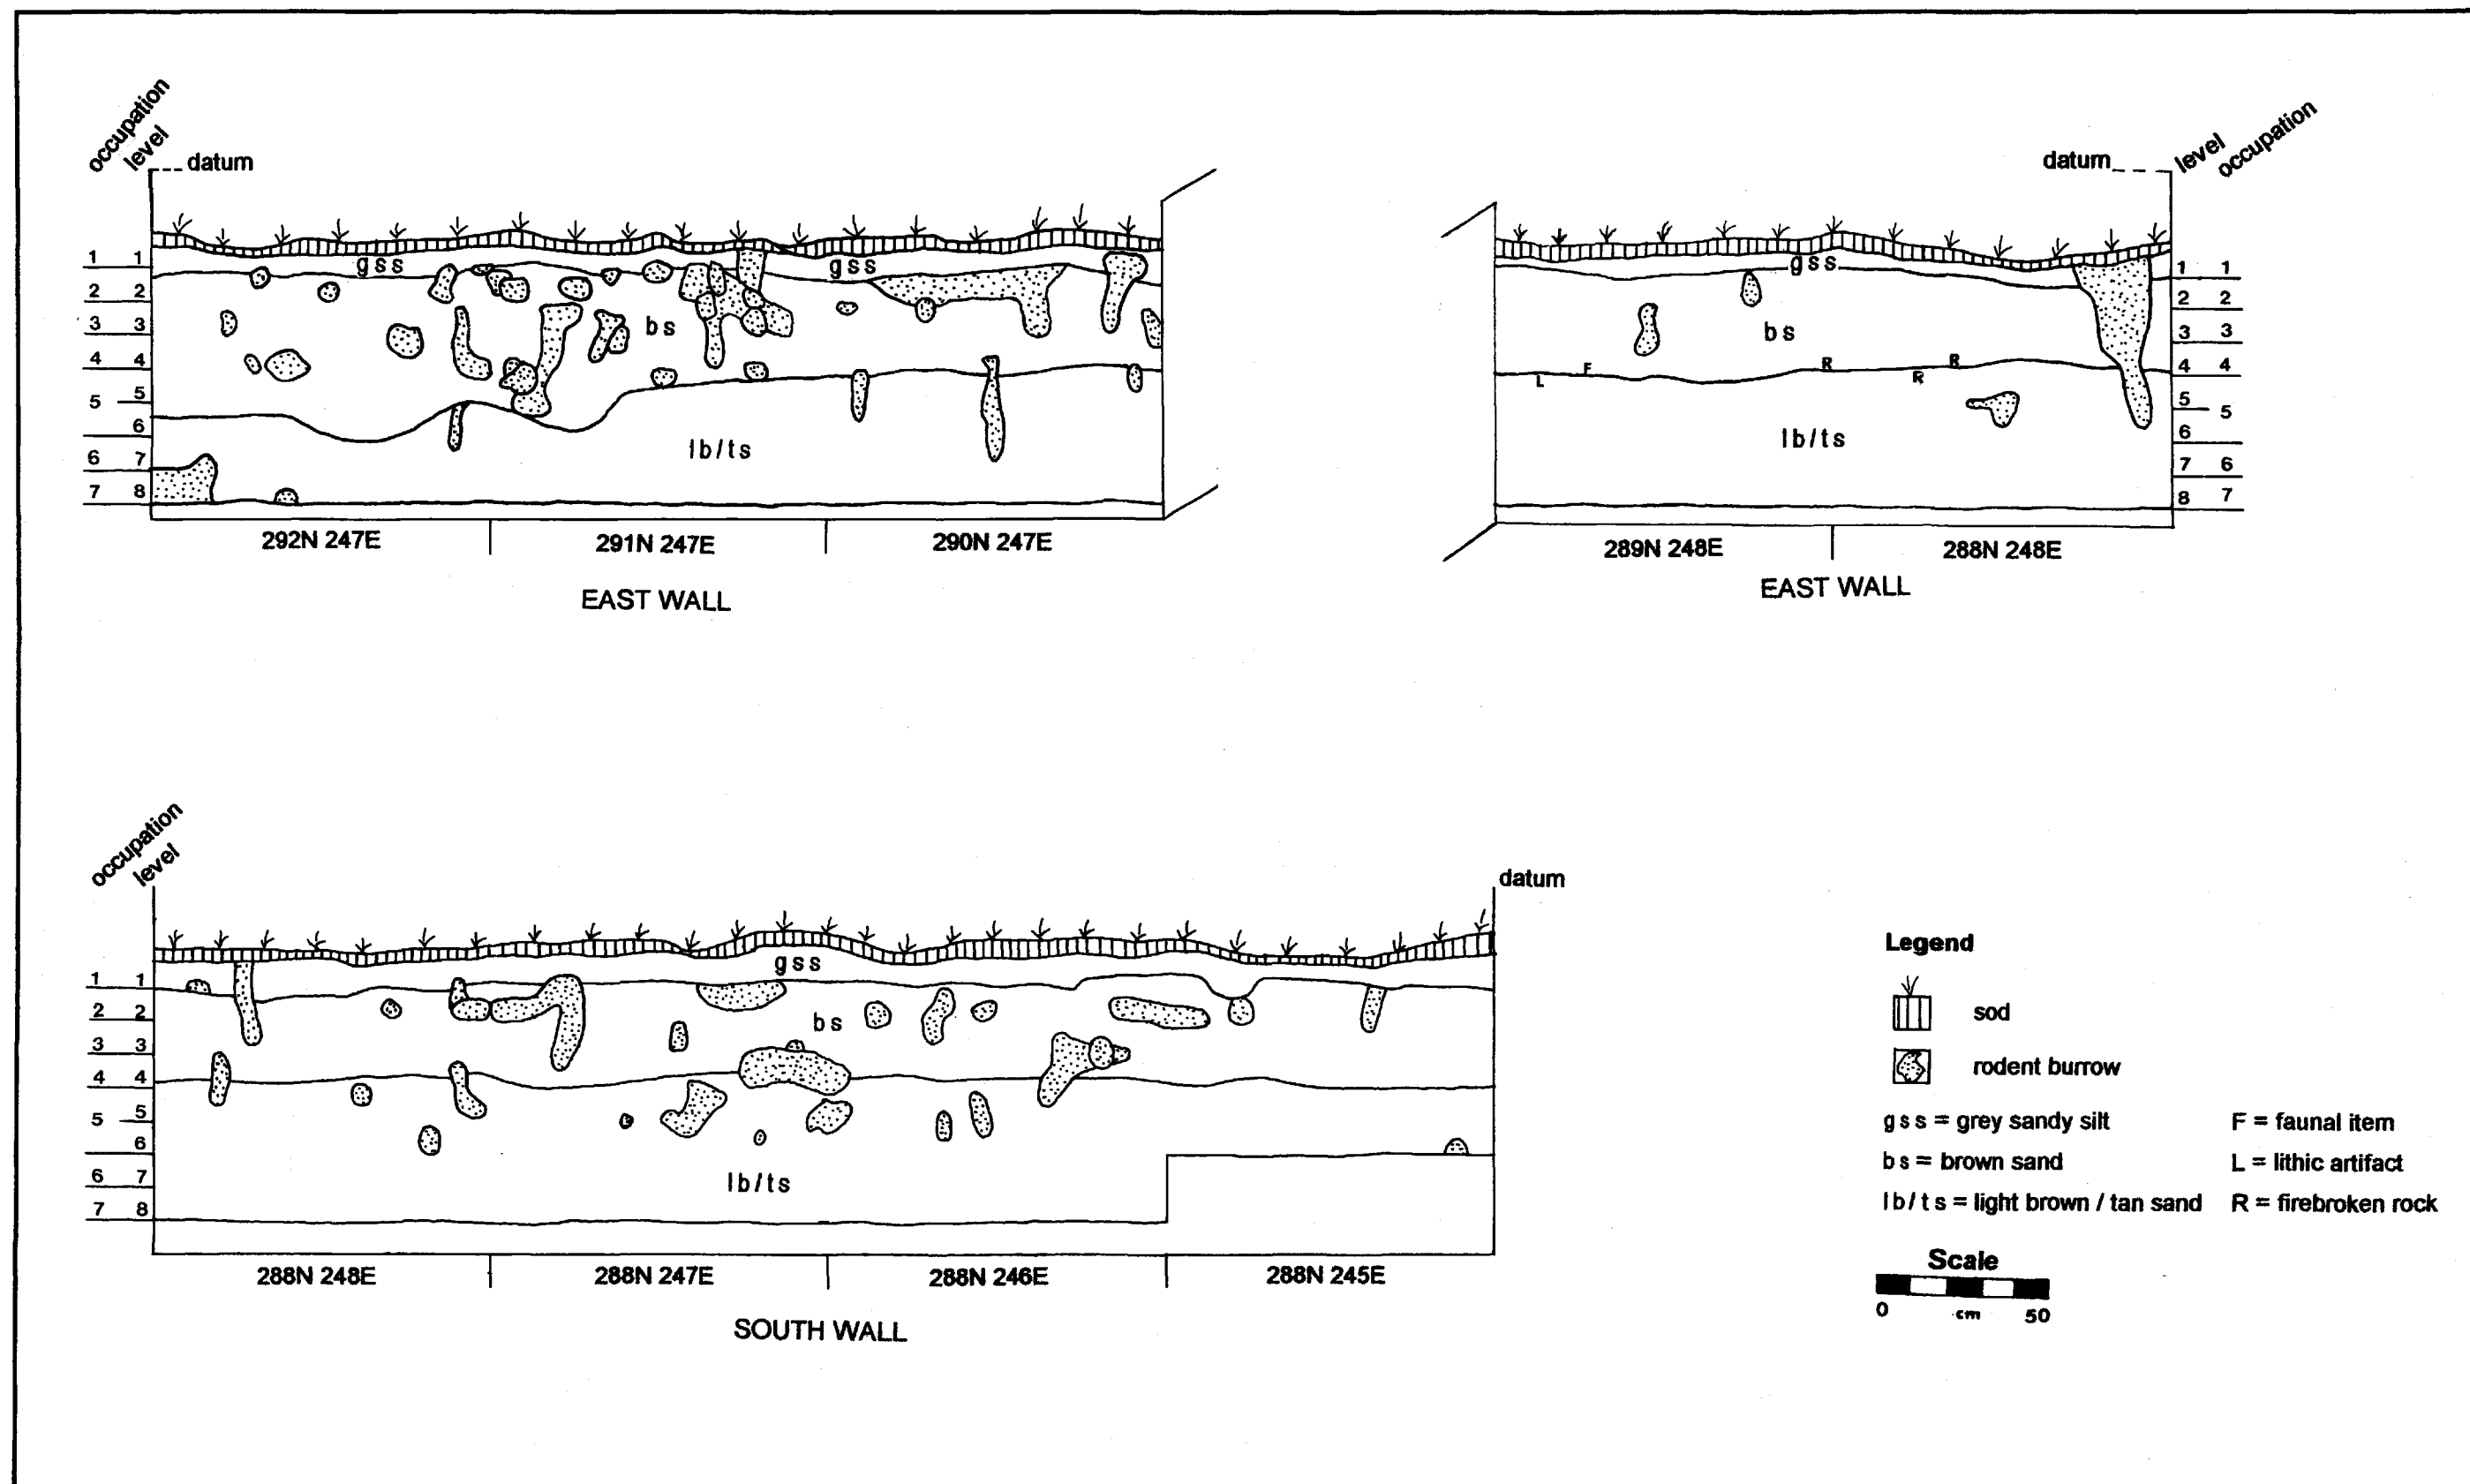 occupation
level
datum
1 1
gss gss
2 2
3 3
bs
4 4
5 5
6
lb/ts
6 7
7 8
292N 247E 291N 247E 290N 247E
EAST WALL
datum
level
occupation
gss
1 1
2 2
bs
3 3
F R R
4 4
L R
5
5
lb/ts
6
7 6
8 7
289N 248E 288N 248E
EAST WALL
occupation
level
datum
gss
1 1
2 2
bs
3 3
4 4
5 5
6
6 7
lb/ts
7 8
288N 248E 288N 247E 288N 246E 288N 245E
SOUTH WALL
Legend
sod
rodent burrow
gss = grey sandy silt F = faunal item
bs = brown sand L = lithic artifact
lb/ts = light brown / tan sand R = firebroken rock
Scale
0 cm 50